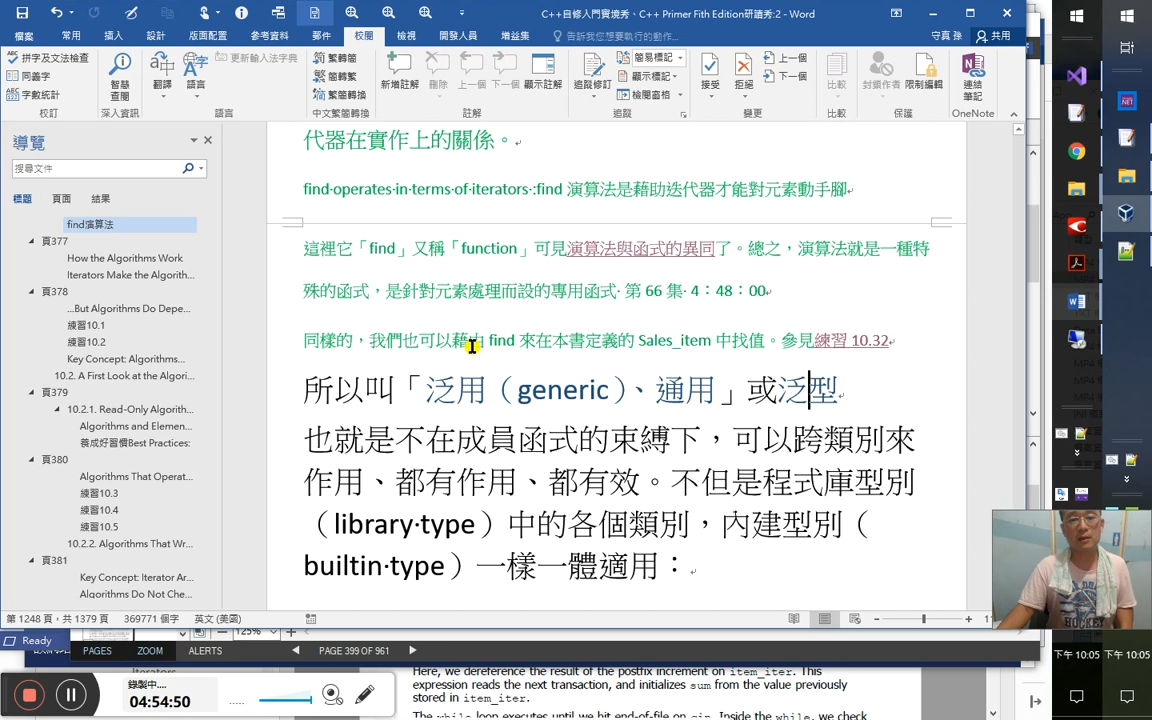 C++自修入門實境秀、C++ Primer Fith Edition研讀秀:2 - Word
檔案 常用 插入 設計 版面配置 參考資料 郵件 校閱 檢視 開發人員 增益集 告訴我您想要執行的動作... 守真 孫 共用
拼字及文法檢查
同義字
字數統計
校訂
智慧查閱
深入資訊
翻譯
語言
更新輸入法字典
語言
繁轉簡
簡轉繁
繁簡轉換
中文繁簡轉換
新增註解
刪除
上一個
下一個
顯示註解
註解
追蹤修訂
簡易標記
顯示標記
檢閱窗格
追蹤
接受
拒絕
上一個
下一個
變更
比較
比較
封鎖作者
限制編輯
保護
連結筆記
OneNote
導覽
搜尋文件
標題 頁面 結果
find演算法
頁377
How the Algorithms Work
Iterators Make the Algorith...
頁378
...But Algorithms Do Depe...
練習10.1
練習10.2
Key Concept: Algorithms...
10.2. A First Look at the Algori...
頁379
10.2.1. Read-Only Algorith...
Algorithms and Elemen...
養成好習慣Best Practices:
頁380
Algorithms That Operat...
練習10.3
練習10.4
練習10.5
10.2.2. Algorithms That Wr...
頁381
Key Concept: Iterator Ar...
Algorithms Do Not Che...
代器在實作上的關係。
find·operates·in·terms·of·iterators·:find 演算法是藉助迭代器才能對元素動手腳
這裡它「find」又稱「function」可見演算法與函式的異同了。總之，演算法就是一種特
殊的函式，是針對元素處理而設的專用函式· 第 66 集· 4：48：00
同樣的，我們也可以藉由 find 來在本書定義的 Sales_item 中找值。參見練習 10.32
所以叫「泛用（generic）、通用」或泛型
也就是不在成員函式的束縛下，可以跨類別來
作用、都有作用、都有效。不但是程式庫型別
（library·type）中的各個類別，內建型別（
builtin·type）一樣一體適用：
第 1248 頁，共 1379 頁 369771 個字 英文 (美國)
Ready
125%
PAGES ZOOM ALERTS PAGE 399 OF 961
錄製中....
04:54:50
Here, we dereference the result of the postfix increment on item_iter. This
expression reads the next transaction, and initializes sum from the value previously
stored in item_iter.
The while loop executes until we hit end-of-file on cin. Inside the while, we check
HOCKEY
下午 10:05 下午 10:05